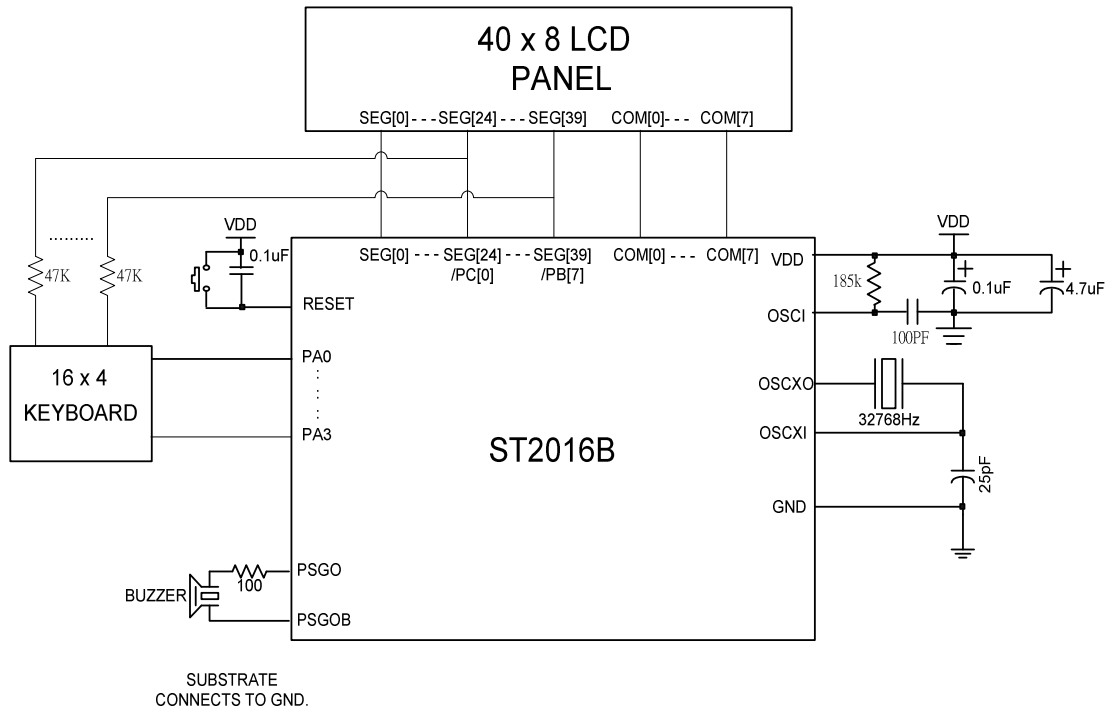 40 x 8 LCD
PANEL
SEG[0] - - - SEG[24] - - - SEG[39] COM[0] - - - COM[7]
VDD
0.1uF
.........
47K
47K
RESET
SEG[0] - - - SEG[24] - - - SEG[39] COM[0] - - - COM[7]
/PC[0] /PB[7]
VDD
VDD
185k
0.1uF
4.7uF
OSCI
100PF
16 x 4
KEYBOARD
PA0
PA3
OSCXO
32768Hz
OSCXI
25pF
GND
ST2016B
BUZZER
100
PSGO
PSGOB
SUBSTRATE
CONNECTS TO GND.